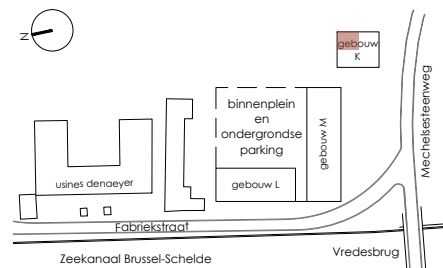 N
gebouw
K
binnenplein
en
ondergrondse
parking
gebouw M
Mechelsesteenweg
usines denaeyer
gebouw L
Fabriekstraat
Zeekanaal Brussel-Schelde
Vredesbrug